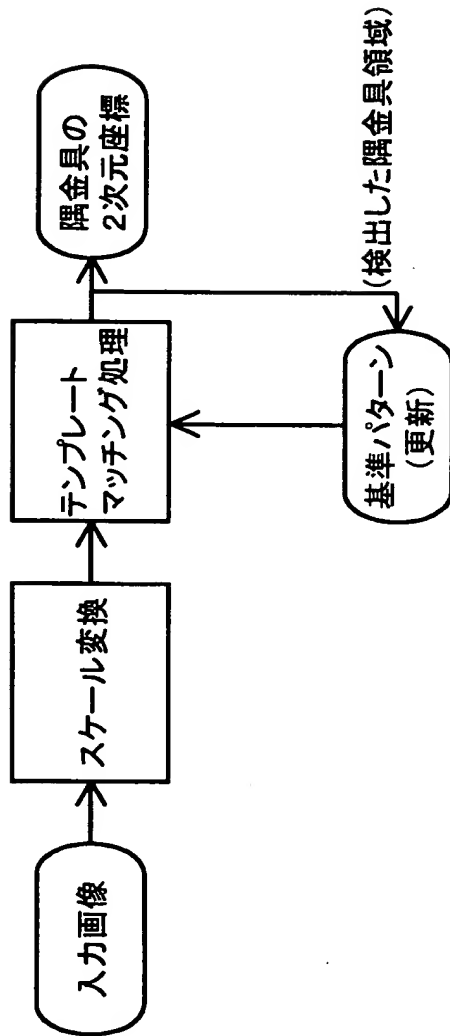 入力画像
スケール変換
テンプレート
マッチング処理
隅金具の
2次元座標
基準パターン
(更新)
(検出した隅金具領域)